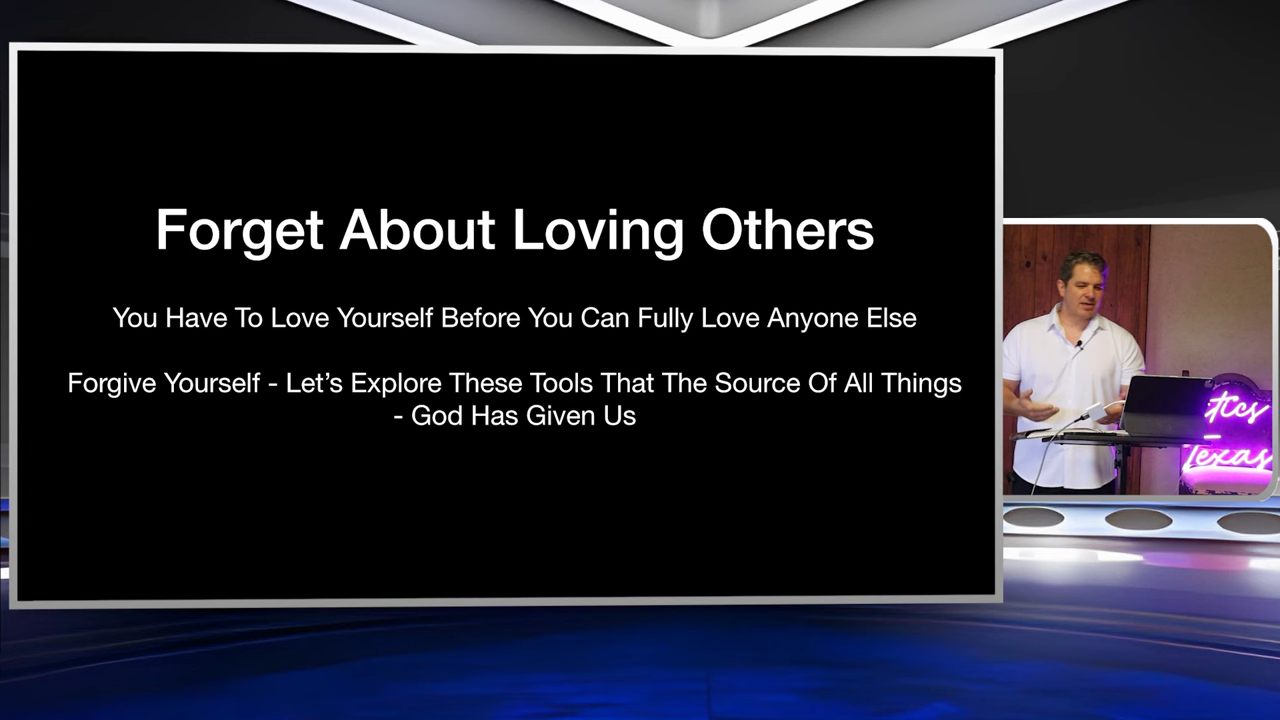 Forget About Loving Others
You Have To Love Yourself Before You Can Fully Love Anyone Else
Forgive Yourself - Let’s Explore These Tools That The Source Of All Things
- God Has Given Us
Texas